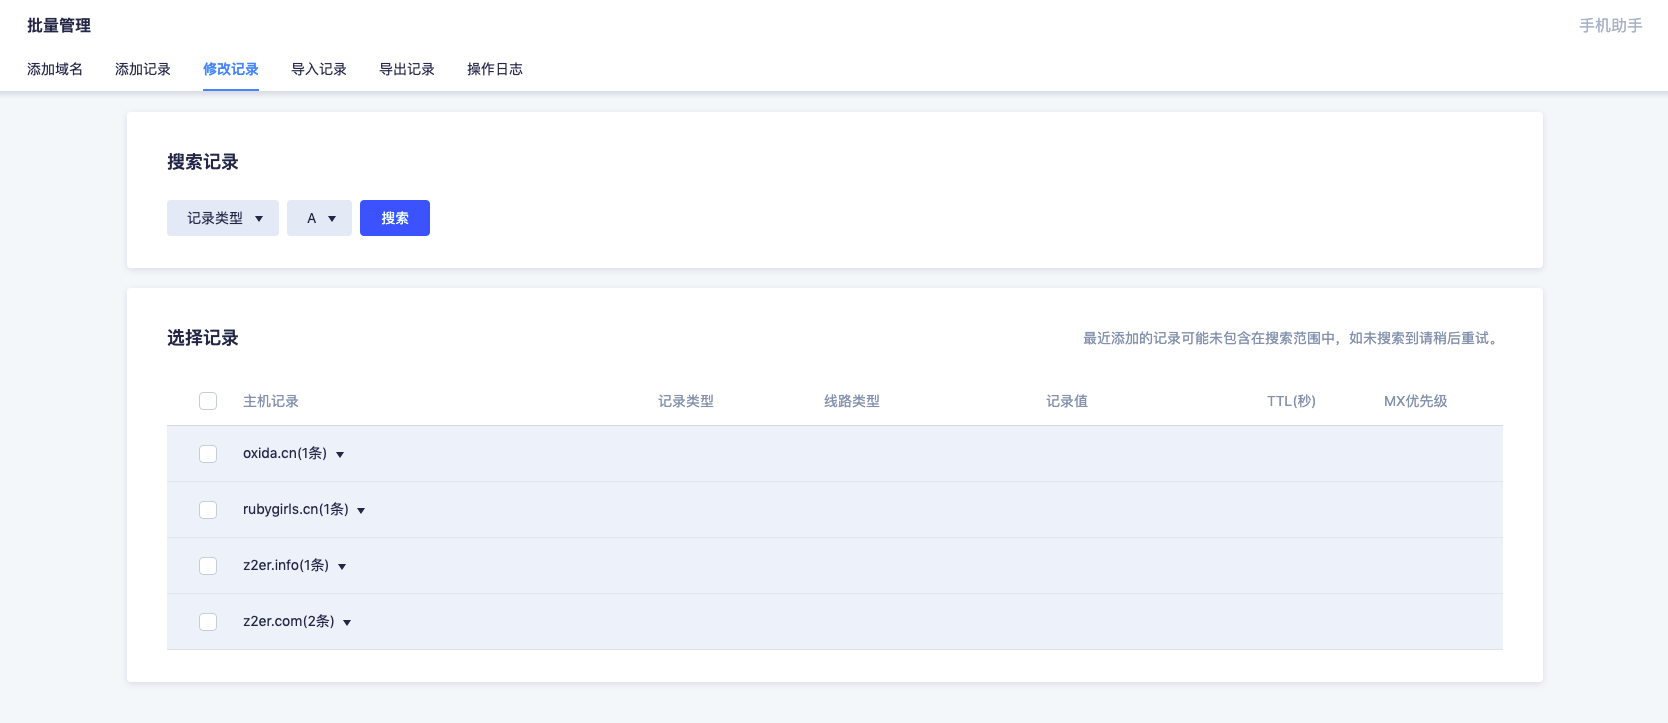 批量管理
手机助手
添加域名 添加记录 修改记录 导入记录 导出记录 操作日志
搜索记录
记录类型 A 搜索
选择记录
最近添加的记录可能未包含在搜索范围中，如未搜索到请稍后重试。
主机记录 记录类型 线路类型 记录值 TTL(秒) MX优先级
oxida.cn(1条)
rubygirls.cn(1条)
z2er.info(1条)
z2er.com(2条)